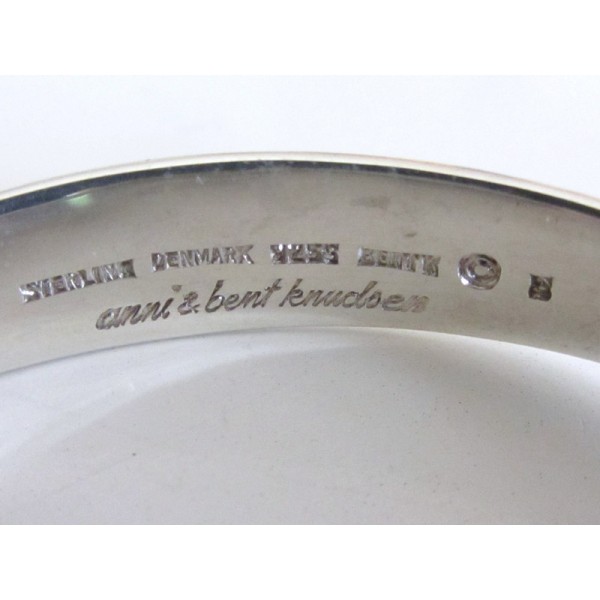 STERLING DENMARK 925S BENT K
anni & bent knudsen